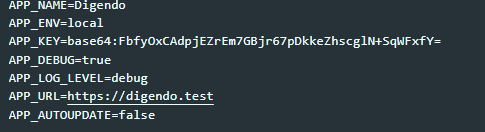 APP_NAME=Digendo
APP_ENV=local
APP_KEY=base64:FbfyOxCAdpjEZrEm7GBjr67pDkkeZhscglN+SqWFxfY=
APP_DEBUG=true
APP_LOG_LEVEL=debug
APP_URL=https://digendo.test
APP_AUTOUPDATE=false